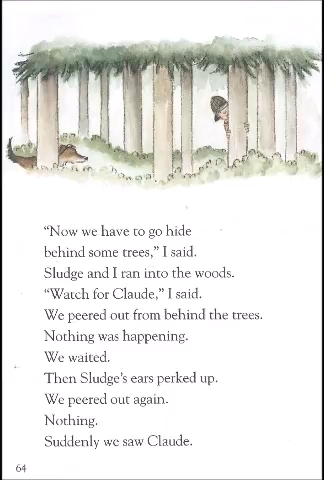 “Now we have to go hide
behind some trees,” I said.
Sludge and I ran into the woods.
“Watch for Claude,” I said.
We peered out from behind the trees.
Nothing was happening.
We waited.
Then Sludge’s ears perked up.
We peered out again.
Nothing.
Suddenly we saw Claude.
64